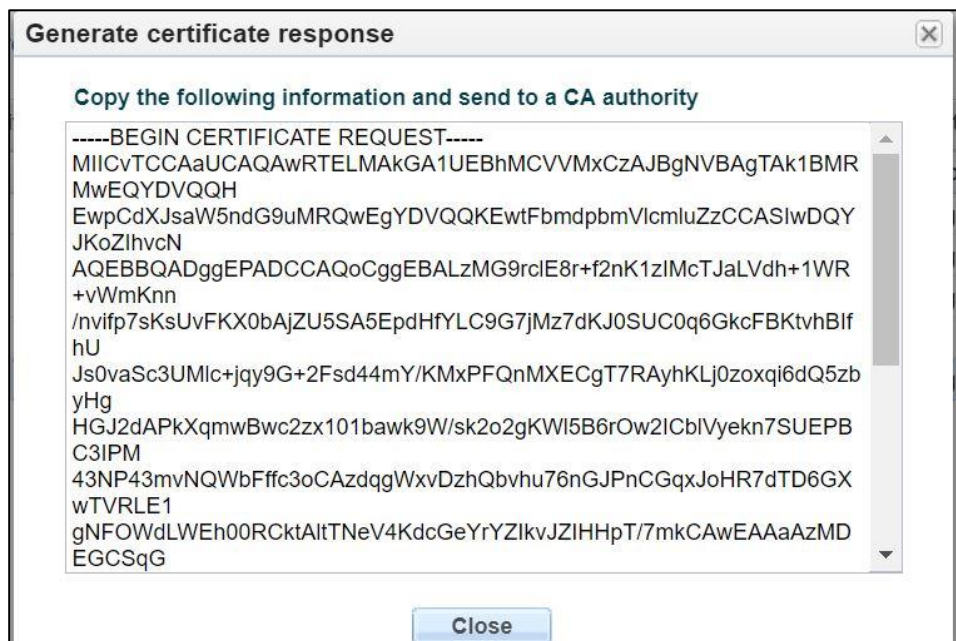 Generate certificate response
Copy the following information and send to a CA authority
-----BEGIN CERTIFICATE REQUEST-----
MIICvTCCAaUCAQAwRTELMAkGA1UEBhMCVVMxCzAJBgNVBAgTAk1BMR
MwEQYDVQQH
EwpCdXJsaW5ndG9uMRQwEgYDVQQKEwtFbmdpbmVlcmluZzCCASIwDQY
JKoZIhvcN
AQEBBQADggEPADCCAQoCggEBALzMG9rclE8r+f2nK1zIMcTJaLVdh+1WR
+vWmKnn
/nvifp7sKsUvFKX0bAjZU5SA5EpdHfYLC9G7jMz7dKJ0SUC0q6GkcFBKtvhBIf
hU
Js0vaSc3UMlc+jqy9G+2Fsd44mY/KMxPFQnMXECgT7RAyhKLj0zoxqi6dQ5zb
yHg
HGJ2dAPkXqmwBwc2zx101bawk9W/sk2o2gKWl5B6rOw2ICblVyekn7SUEPB
C3IPM
43NP43mvNQWbFffc3oCAzdqgWxvDzhQbvhu76nGJPnCGqxJoHR7dTD6GX
wTVRLE1
gNFOWdLWEh00RCktAltTNeV4KdcGeYrYZIkvJZIHHpT/7mkCAwEAAaAzMD
EGCSqG
Close